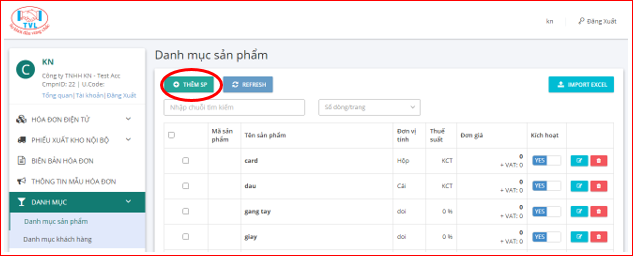 TVL
kn
Đăng Xuất
KN
Công ty TNHH KN - Test Acc
CmpnID: 22 | U.Code:
Tổng quan|Tài khoản|Đăng Xuất
HÓA ĐƠN ĐIỆN TỬ
PHIẾU XUẤT KHO NỘI BỘ
BIÊN BẢN HÓA ĐƠN
THÔNG TIN MẪU HÓA ĐƠN
DANH MỤC
Danh mục sản phẩm
Danh mục khách hàng
Danh mục sản phẩm
THÊM SP
REFRESH
IMPORT EXCEL
Nhập chuỗi tìm kiếm
Số dòng/trang
Mã sản phẩm
Tên sản phẩm
Đơn vị tính
Thuế suất
Đơn giá
Kích hoạt
card
Hộp
KCT
0
+ VAT: 0
YES
dau
Cái
KCT
0
+ VAT: 0
YES
gang tay
doi
0 %
0
+ VAT: 0
YES
giay
doi
0 %
0
+ VAT: 0
YES